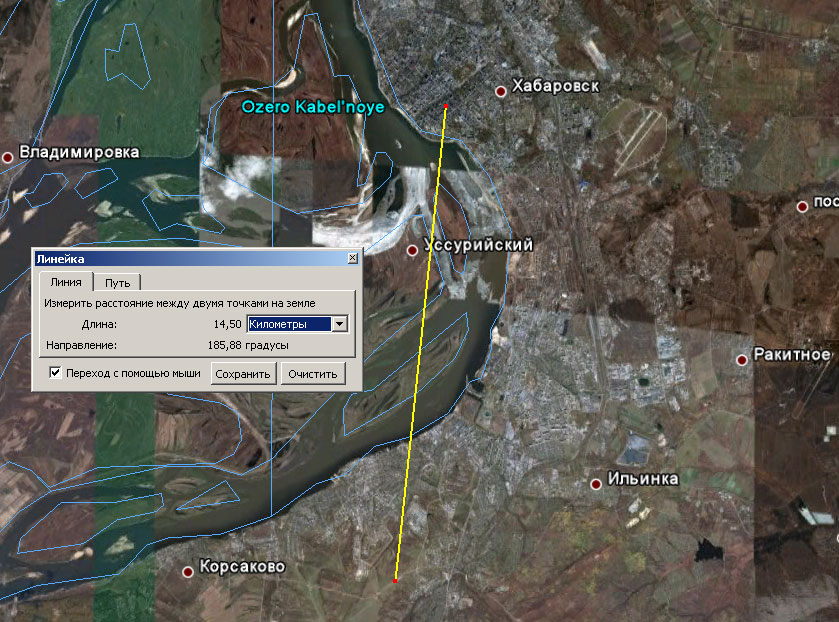 Хабаровск
Ozero Kabel'noye
Владимировка
пос
Уссурийский
Линейка
Линия
Путь
Измерить расстояние между двумя точками на земле
Длина:
14,50
Километры
Направление:
185,88 градусы
Переход с помощью мыши
Сохранить
Очистить
Ракитное
Ильинка
Корсаково